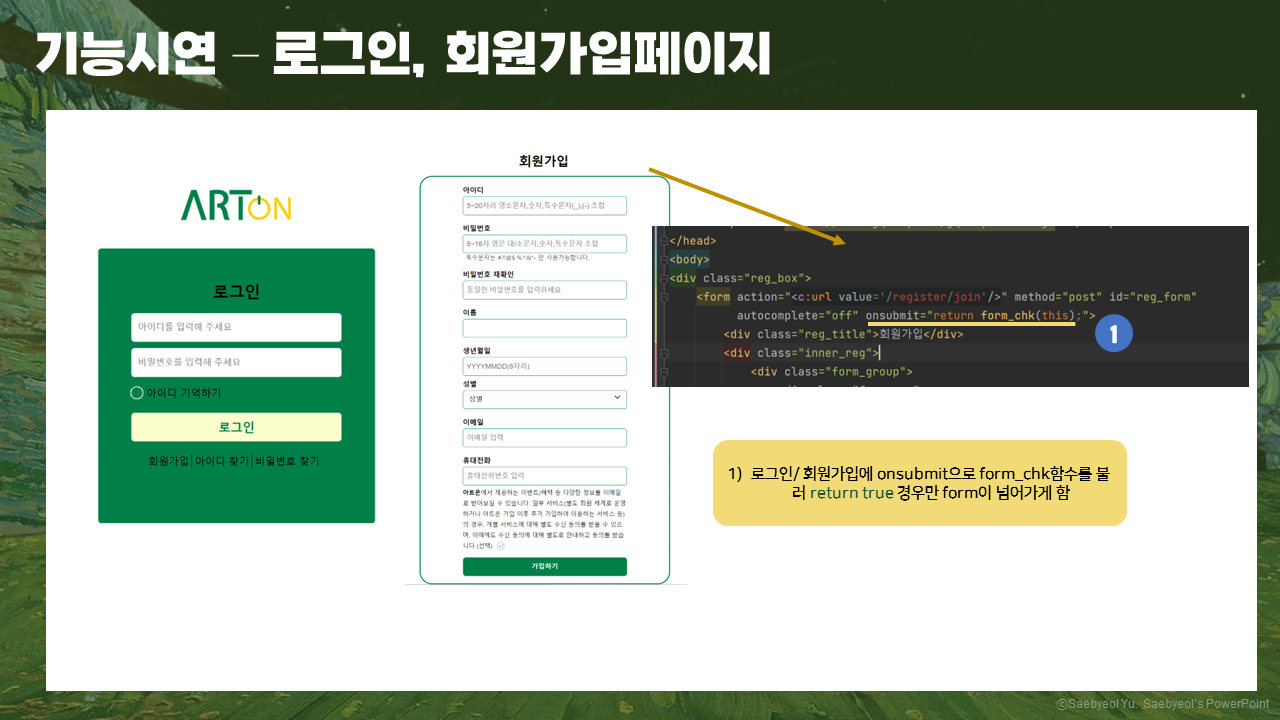 기능시연 – 로그인, 회원가입페이지
ARTON
로그인
아이디를 입력해 주세요
비밀번호를 입력해 주세요
아이디 기억하기
로그인
회원가입| 아이디 찾기| 비밀번호 찾기
회원가입
아이디
5~20자리 영소문자,숫자,특수문자(_),(-) 조합
비밀번호
8~16자 영문 대/소문자,숫자,특수문자 조합
특수문자는 #?!@$ %^&*- 만 사용가능합니다.
비밀번호 재확인
동일한 비밀번호를 입력하세요
이름
생년월일
YYYYMMDD(8자리)
성별
성별
이메일
이메일 입력
휴대전화
휴대전화번호 입력
아트온에서 제공하는 이벤트/혜택 등 다양한 정보를 이메일
로 받아보실 수 있습니다. 일부 서비스(별도 회원 체계로 운영
하거나 아트온 가입 이후 추가 가입하여 이용하는 서비스 등)
의 경우, 개별 서비스에 대해 별도 수신 동의를 받을 수 있으
며, 이때에도 수신 동의에 대해 별도로 안내하고 동의를 받습
니다 (선택)
가입하기
</head>
<body>
<div class="reg_box">
<form action="<c:url value='/register/join'/>" method="post" id="reg_form"
autocomplete="off" onsubmit="return form_chk(this);">
<div class="reg_title">회원가입</div>
<div class="inner_reg">
<div class="form_group">
1
1) 로그인/ 회원가입에 onsubmit으로 form_chk함수를 불
러 return true 경우만 form이 넘어가게 함
ⓒSaebyeol Yu. Saebyeol's PowerPoint